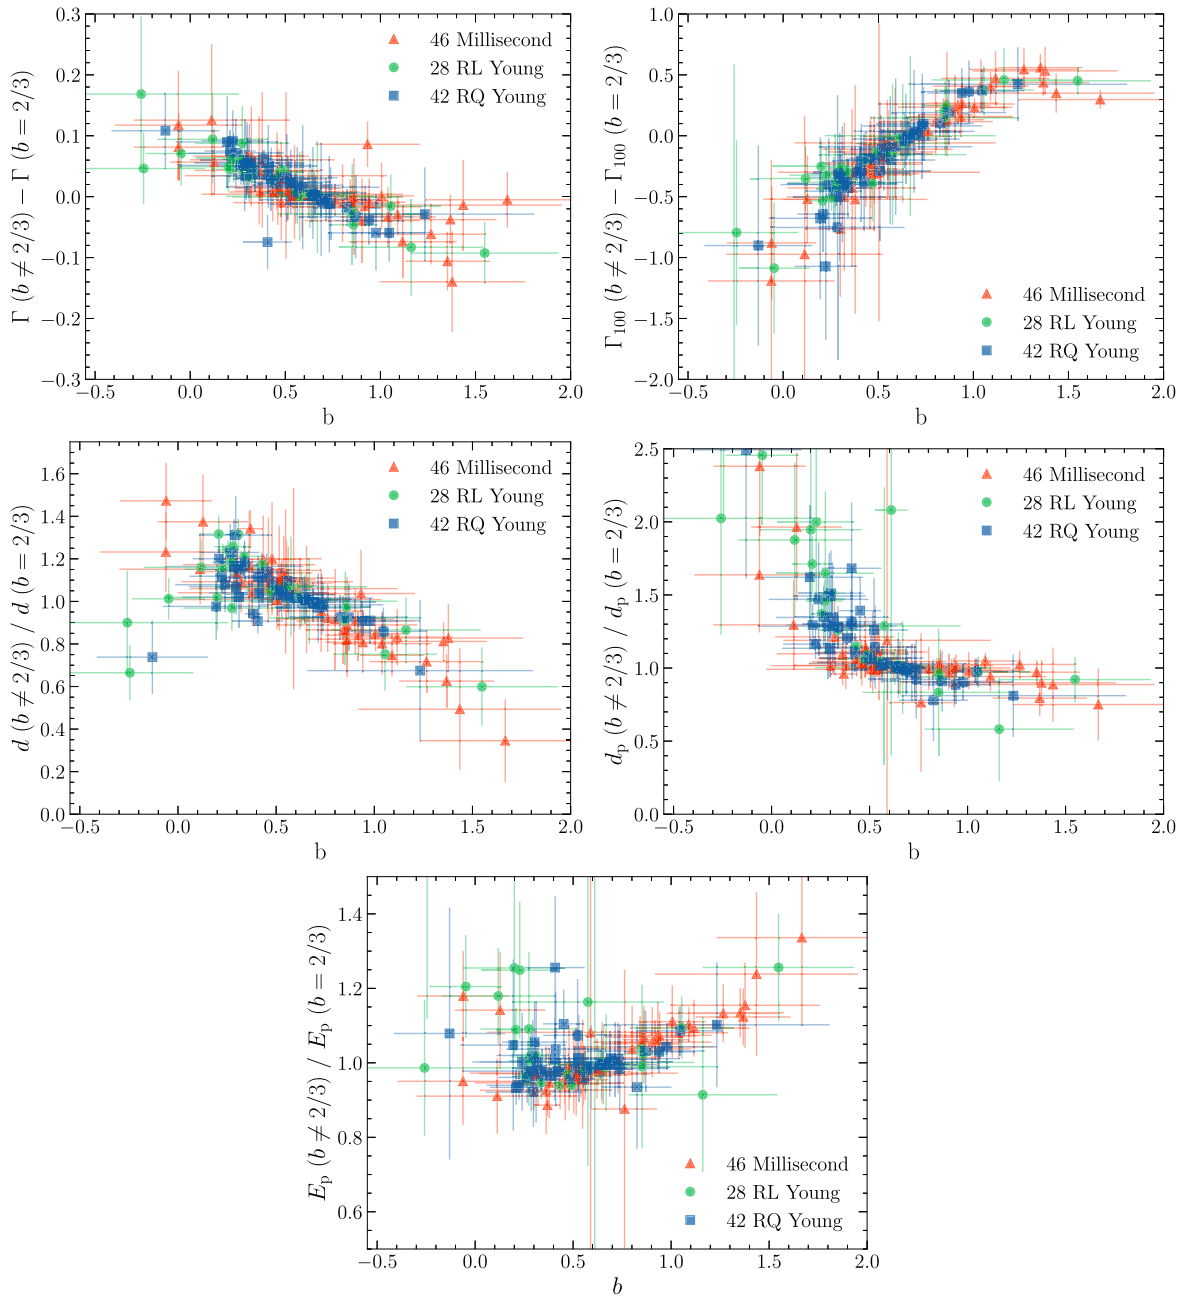 0.3
0.2
0.1
0.0
−0.1
−0.2
−0.3
Γ (b ≠ 2/3) − Γ (b = 2/3)
46 Millisecond
28 RL Young
42 RQ Young
−0.5 0.0 0.5 1.0 1.5 2.0
b
1.0
0.5
0.0
−0.5
−1.0
−1.5
−2.0
Γ₁₀₀ (b ≠ 2/3) − Γ₁₀₀ (b = 2/3)
46 Millisecond
28 RL Young
42 RQ Young
−0.5 0.0 0.5 1.0 1.5 2.0
b
1.6
1.4
1.2
1.0
0.8
0.6
0.4
0.2
0.0
d (b ≠ 2/3) / d (b = 2/3)
46 Millisecond
28 RL Young
42 RQ Young
−0.5 0.0 0.5 1.0 1.5 2.0
b
2.5
2.0
1.5
1.0
0.5
0.0
dₚ (b ≠ 2/3) / dₚ (b = 2/3)
46 Millisecond
28 RL Young
42 RQ Young
−0.5 0.0 0.5 1.0 1.5 2.0
b
1.4
1.2
1.0
0.8
0.6
Eₚ (b ≠ 2/3) / Eₚ (b = 2/3)
46 Millisecond
28 RL Young
42 RQ Young
−0.5 0.0 0.5 1.0 1.5 2.0
b